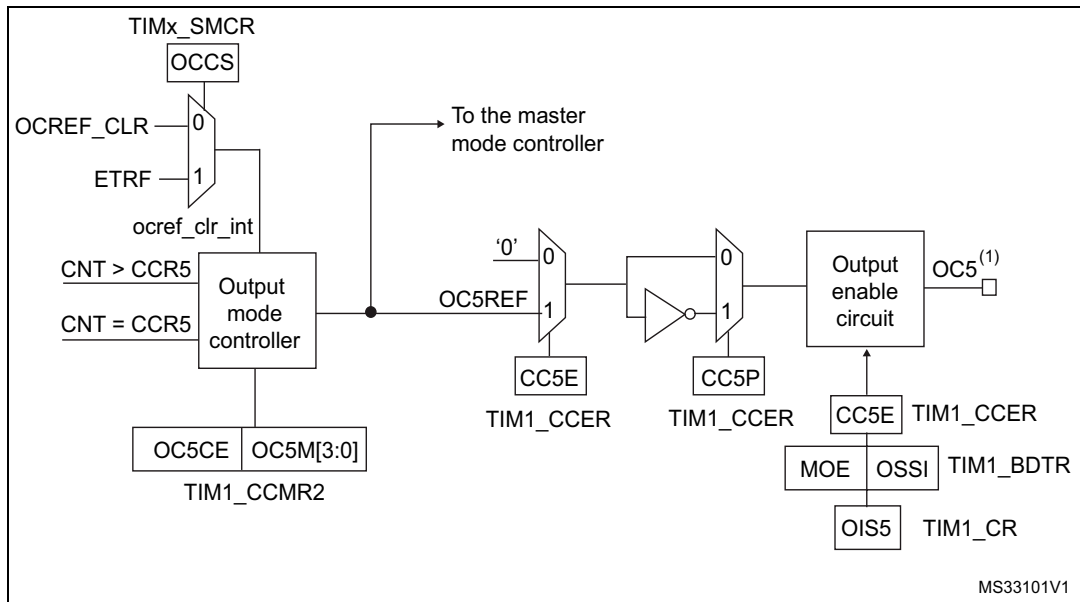 TIMx_SMCR
OCCS
OCREF_CLR
0
ETRF
1
ocref_clr_int
To the master
mode controller
CNT > CCR5
CNT = CCR5
Output
mode
controller
OC5CE OC5M[3:0]
TIM1_CCMR2
'0'
0
OC5REF
1
CC5E
TIM1_CCER
0
1
CC5P
TIM1_CCER
Output
enable
circuit
OC5(1)
CC5E TIM1_CCER
MOE OSSI TIM1_BDTR
OIS5 TIM1_CR
MS33101V1